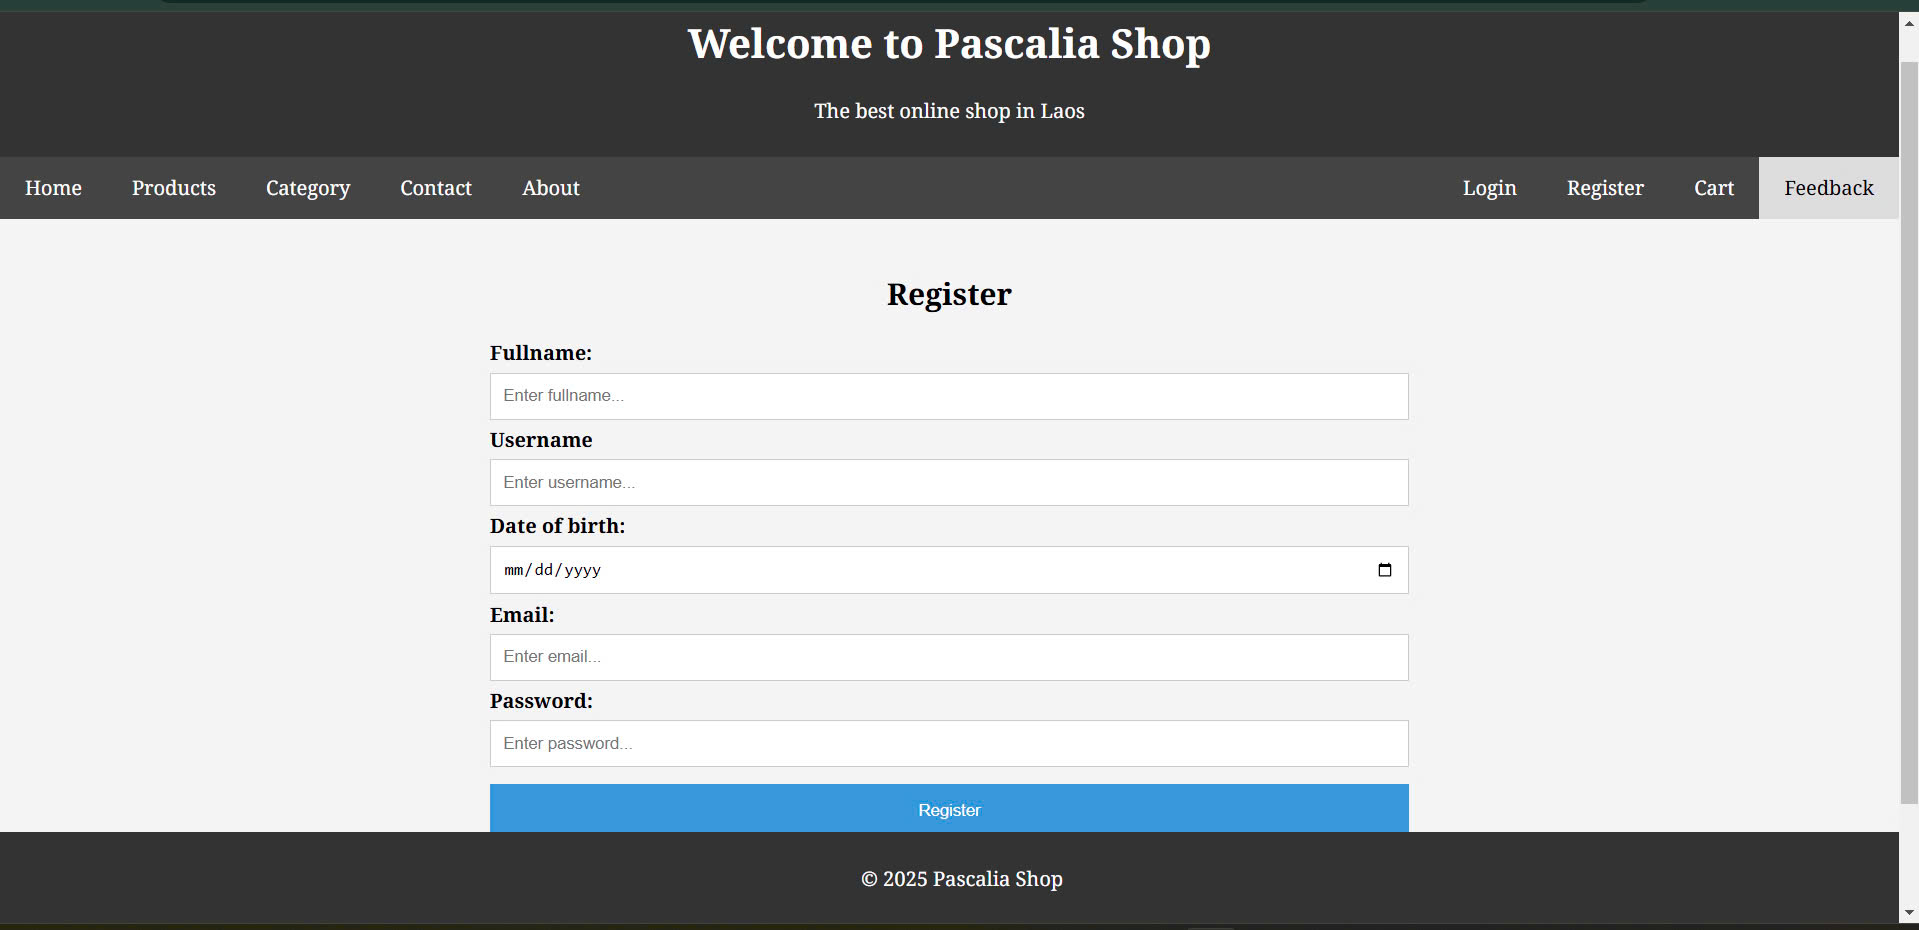 Welcome to Pascalia Shop
The best online shop in Laos
Home Products Category Contact About Login Register Cart Feedback
Register
Fullname:
Enter fullname...
Username
Enter username...
Date of birth:
mm/dd/yyyy
Email:
Enter email...
Password:
Enter password...
Register
© 2025 Pascalia Shop